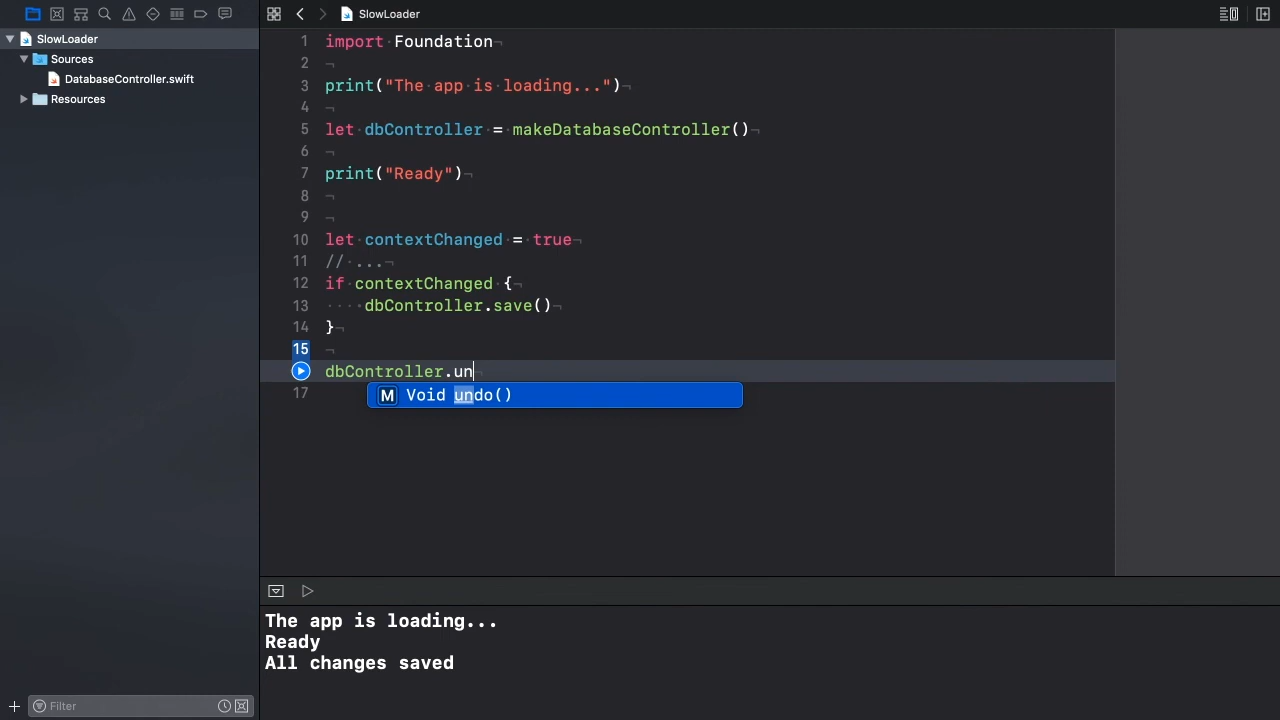 SlowLoader
SlowLoader
Sources
DatabaseController.swift
Resources
1 import Foundation
2
3 print("The app is loading...")
4
5 let dbController = makeDatabaseController()
6
7 print("Ready")
8
9
10 let contextChanged = true
11 // ...
12 if contextChanged {
13 dbController.save()
14 }
15
dbController.un
M Void undo()
17
The app is loading...
Ready
All changes saved
Filter